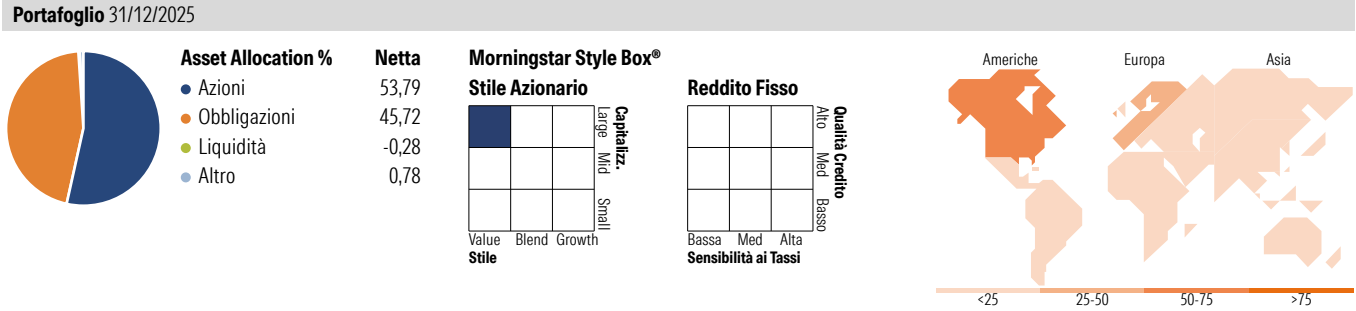 Portafoglio 31/12/2025
Asset Allocation % Netta
Azioni 53,79
Obbligazioni 45,72
Liquidità -0,28
Altro 0,78
Morningstar Style Box®
Stile Azionario
Large Mid Small
Capitalizz.
Value Blend Growth
Stile
Reddito Fisso
Alto Med Basso
Qualità Credito
Bassa Med Alta
Sensibilità ai Tassi
Americhe Europa Asia
<25 25-50 50-75 >75